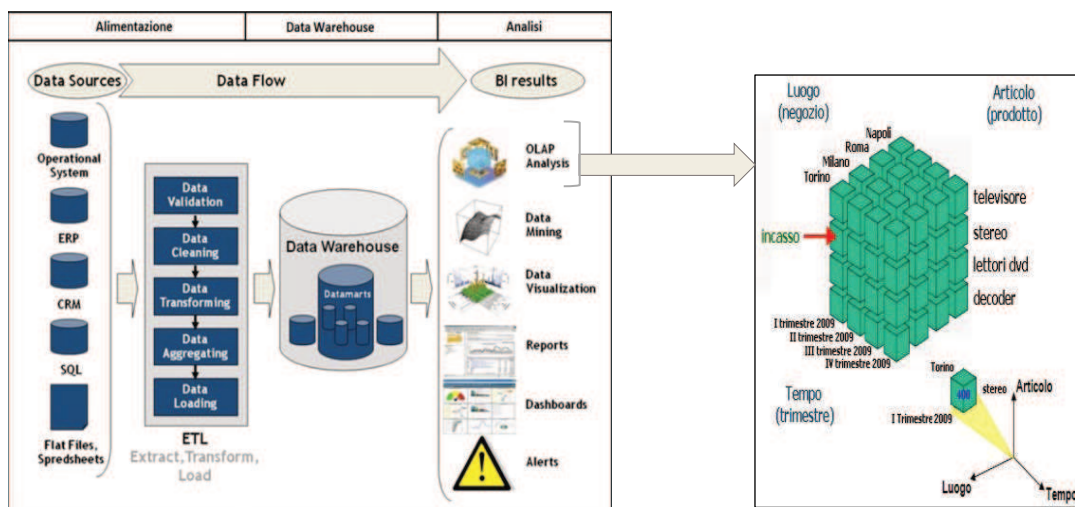 Alimentazione
Data Warehouse
Analisi
Data Sources
Data Flow
BI results
Operational
System
ERP
CRM
SQL
Flat Files,
Spredsheets
Data
Validation
Data
Cleaning
Data
Transforming
Data
Aggregating
Data
Loading
ETL
Extract,Transform,
Load
Data Warehouse
Datamarts
OLAP
Analysis
Data
Mining
Data
Visualization
Reports
Dashboards
Alerts
Luogo
(negozio)
Articolo
(prodotto)
Napoli
Roma
Milano
Torino
televisore
stereo
lettori dvd
decoder
incasso
I trimestre 2009
II trimestre 2009
III trimestre 2009
IV trimestre 2009
Tempo
(trimestre)
Torino
stereo
Articolo
400
I Trimestre 2009
Luogo
Tempo